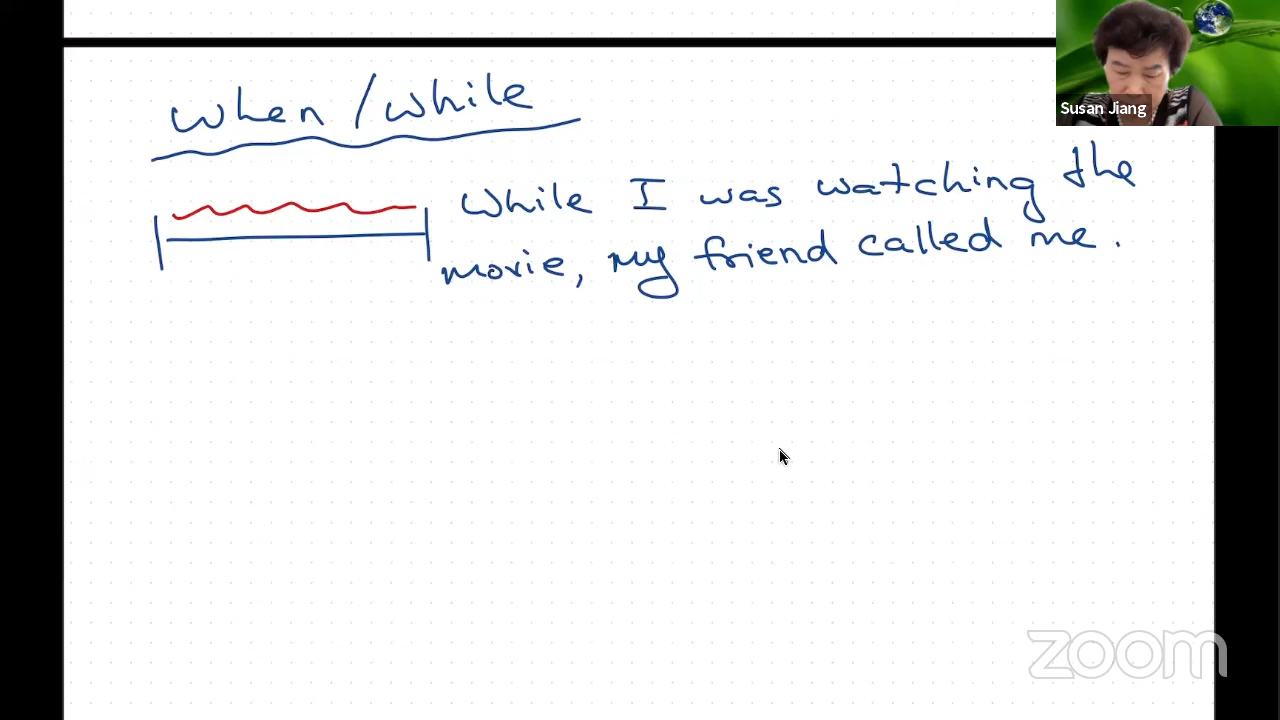 when / while
While I was watching the
movie, my friend called me.
Susan Jiang
zoom